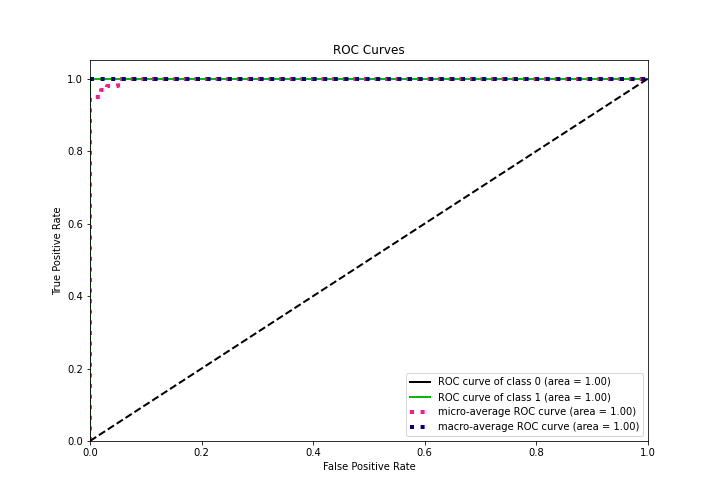 ROC Curves
True Positive Rate
1.0
0.8
0.6
0.4
0.2
0.0
0.0 0.2 0.4 0.6 0.8 1.0
False Positive Rate
ROC curve of class 0 (area = 1.00)
ROC curve of class 1 (area = 1.00)
micro-average ROC curve (area = 1.00)
macro-average ROC curve (area = 1.00)